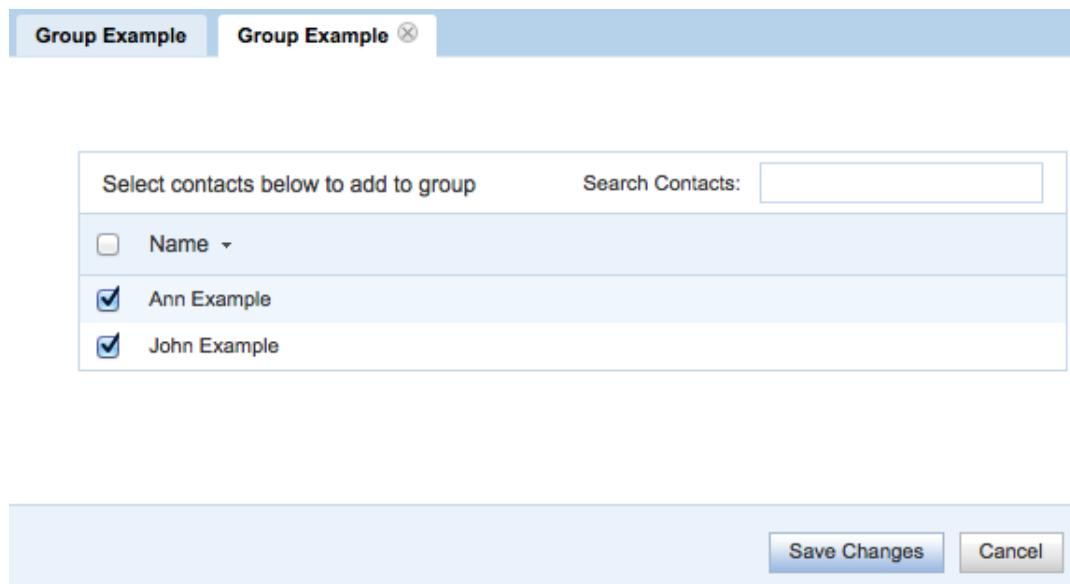 Group Example Group Example
Select contacts below to add to group Search Contacts:
Name
Ann Example
John Example
Save Changes Cancel